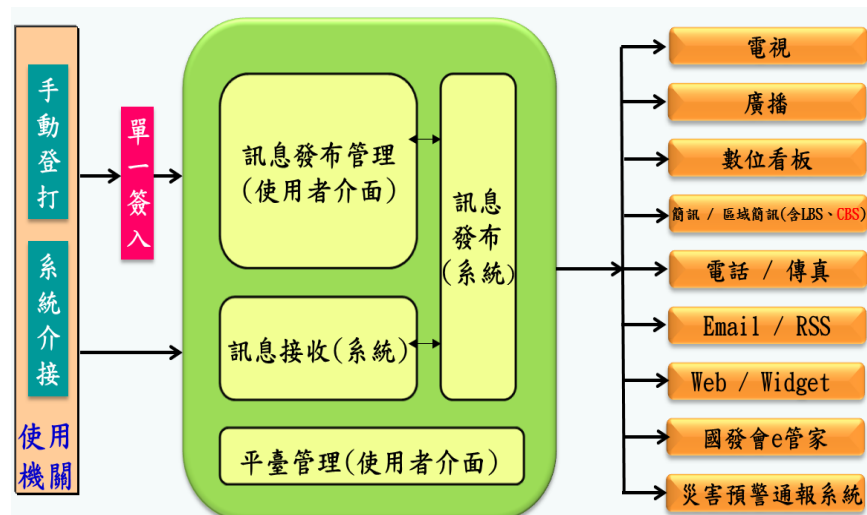 手動登打
系統介接
使用
機關
單一簽入
訊息發布管理
(使用者介面)
訊息接收(系統)
訊息
發布
(系統)
平臺管理(使用者介面)
電視
廣播
數位看板
簡訊 / 區域簡訊(含LBS、CBS)
電話 / 傳真
Email / RSS
Web / Widget
國發會e管家
災害預警通報系統